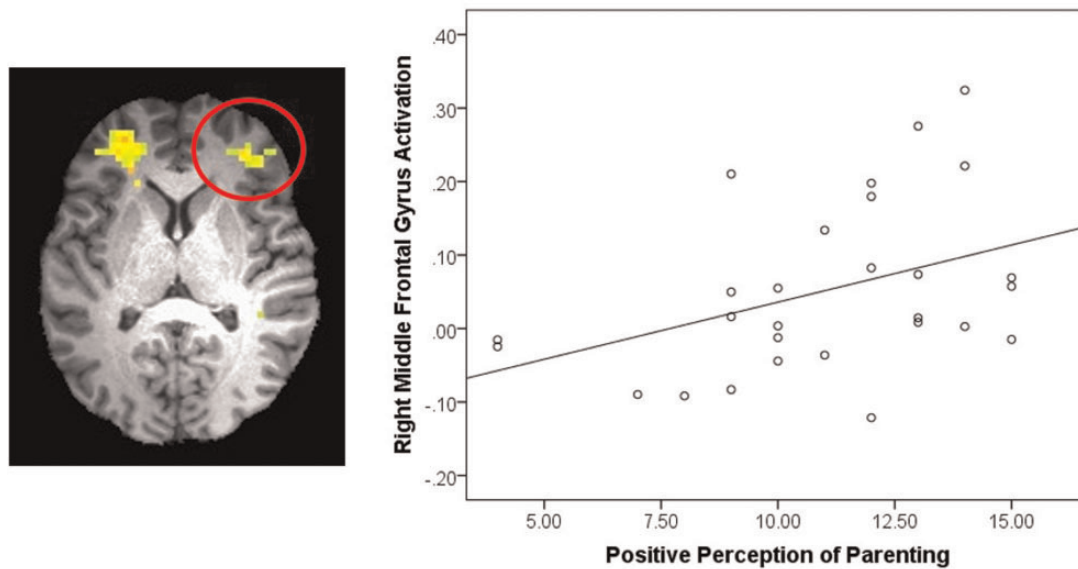 .40
.30
.20
.10
.00
-.10
-.20
Right Middle Frontal Gyrus Activation
5.00 7.50 10.00 12.50 15.00
Positive Perception of Parenting